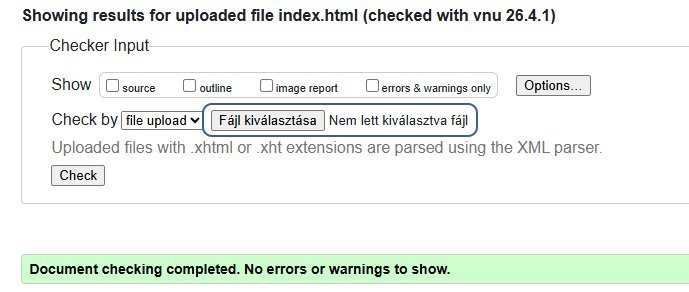 Showing results for uploaded file index.html (checked with vnu 26.4.1)
Checker Input
Show source outline image report errors & warnings only Options...
Check by file upload Fájl kiválasztása Nem lett kiválasztva fájl
Uploaded files with .xhtml or .xht extensions are parsed using the XML parser.
Check
Document checking completed. No errors or warnings to show.